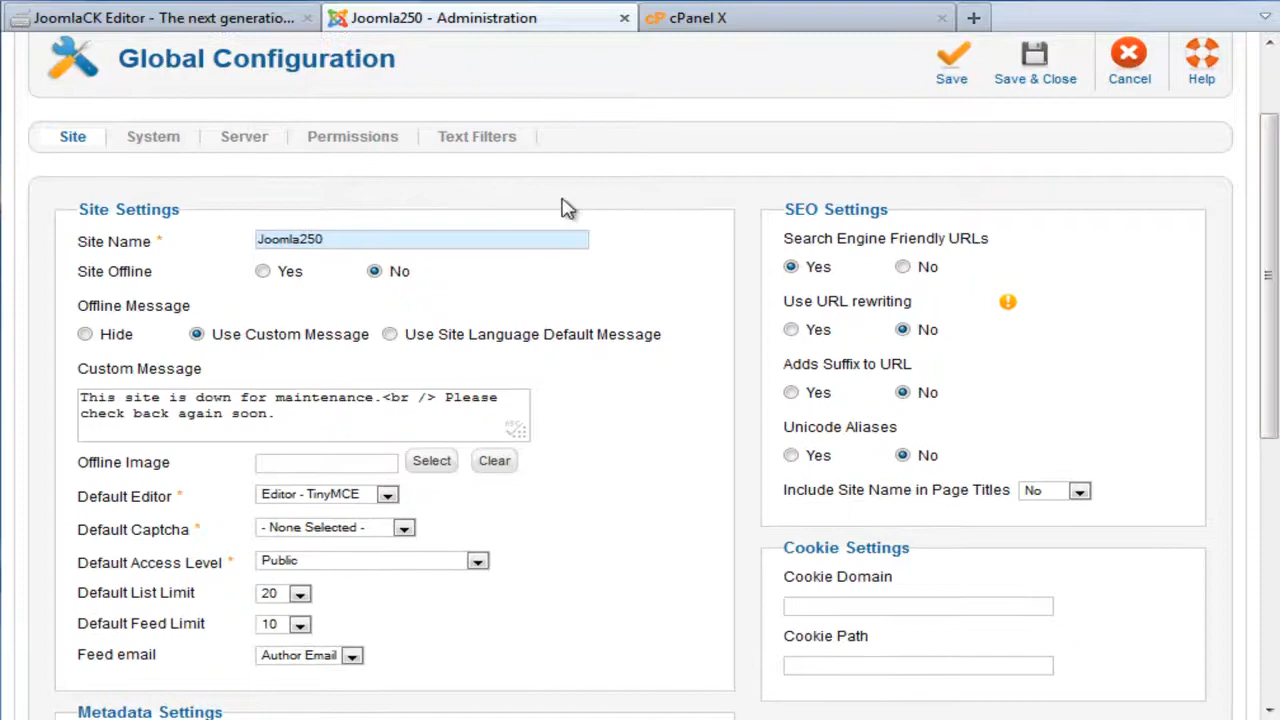 JoomlaCK Editor - The next generatio...
Joomla250 - Administration
cPanel X
Global Configuration
Save
Save & Close
Cancel
Help
Site
System
Server
Permissions
Text Filters
Site Settings
Site Name *
Joomla250
Site Offline
Yes
No
Offline Message
Hide
Use Custom Message
Use Site Language Default Message
Custom Message
This site is down for maintenance.<br /> Please
check back again soon.
Offline Image
Select
Clear
Default Editor *
Editor - TinyMCE
Default Captcha *
- None Selected -
Default Access Level *
Public
Default List Limit
20
Default Feed Limit
10
Feed email
Author Email
Metadata Settings
SEO Settings
Search Engine Friendly URLs
Yes
No
Use URL rewriting
Yes
No
Adds Suffix to URL
Yes
No
Unicode Aliases
Yes
No
Include Site Name in Page Titles
No
Cookie Settings
Cookie Domain
Cookie Path